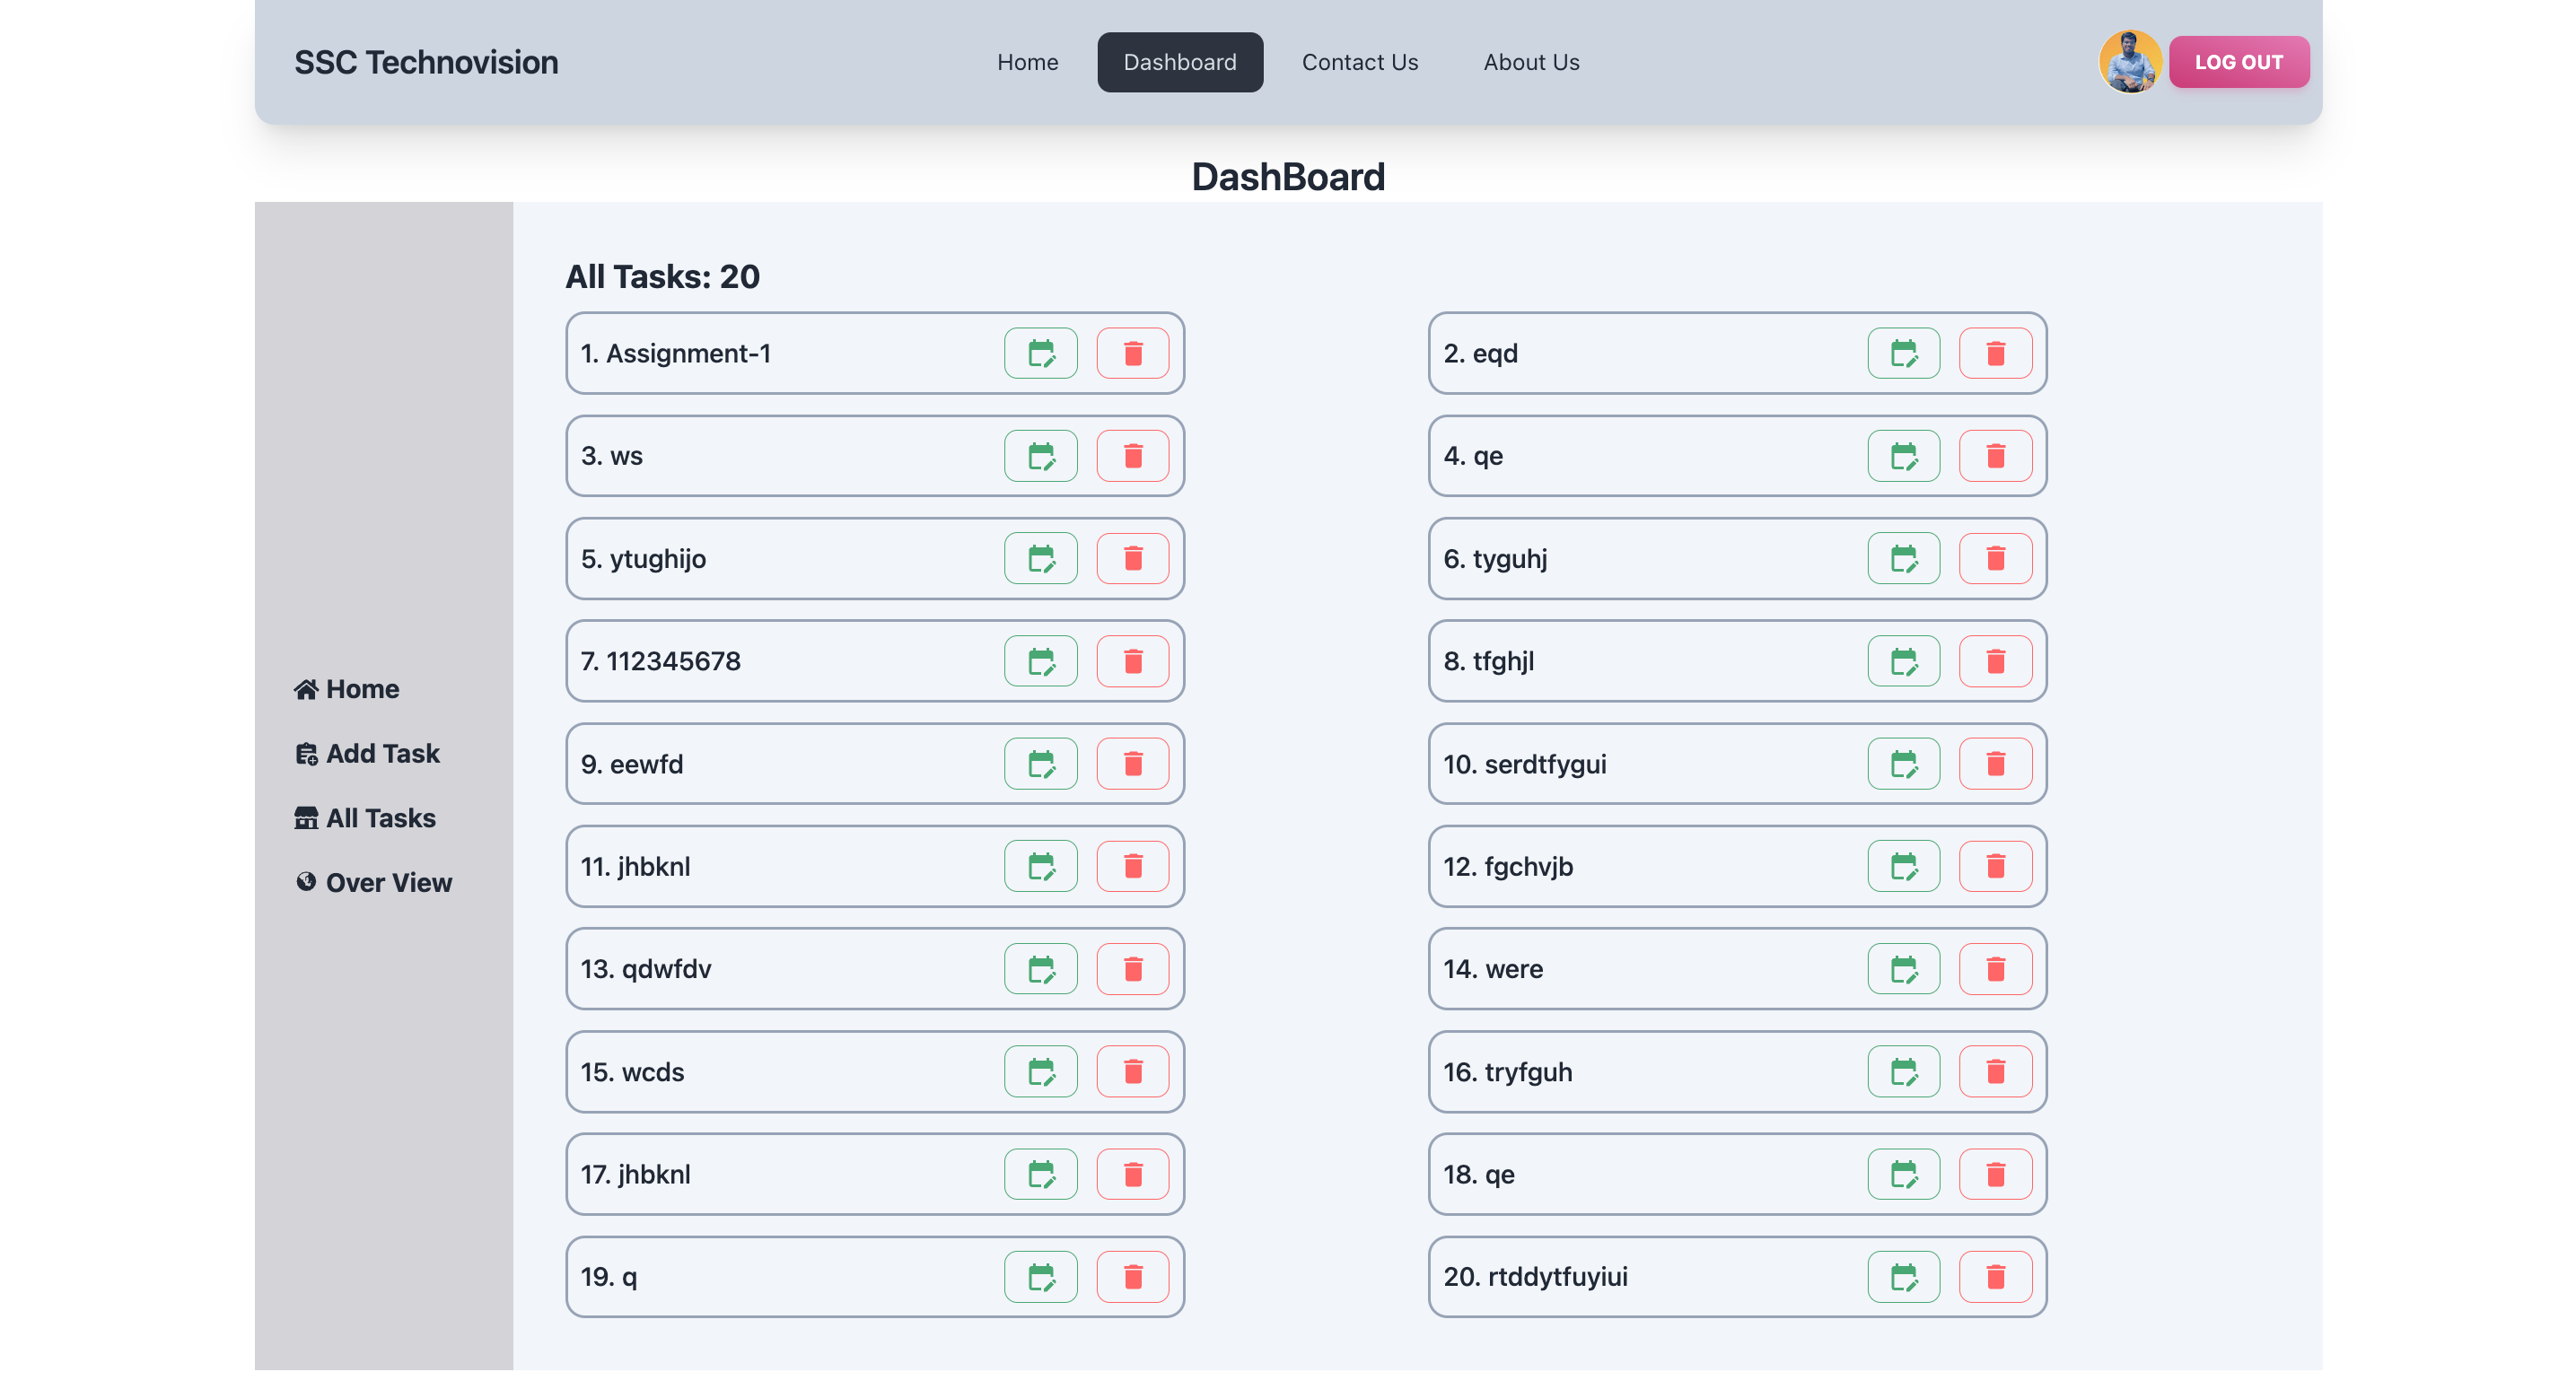 SSC Technovision
Home
Dashboard
Contact Us
About Us
LOG OUT
DashBoard
Home
Add Task
All Tasks
Over View
All Tasks: 20
1. Assignment-1
2. eqd
3. ws
4. qe
5. ytughijo
6. tyguhj
7. 112345678
8. tfghjl
9. eewfd
10. serdtfygui
11. jhbknl
12. fgchvjb
13. qdwfdv
14. were
15. wcds
16. tryfguh
17. jhbknl
18. qe
19. q
20. rtddytfuyiui